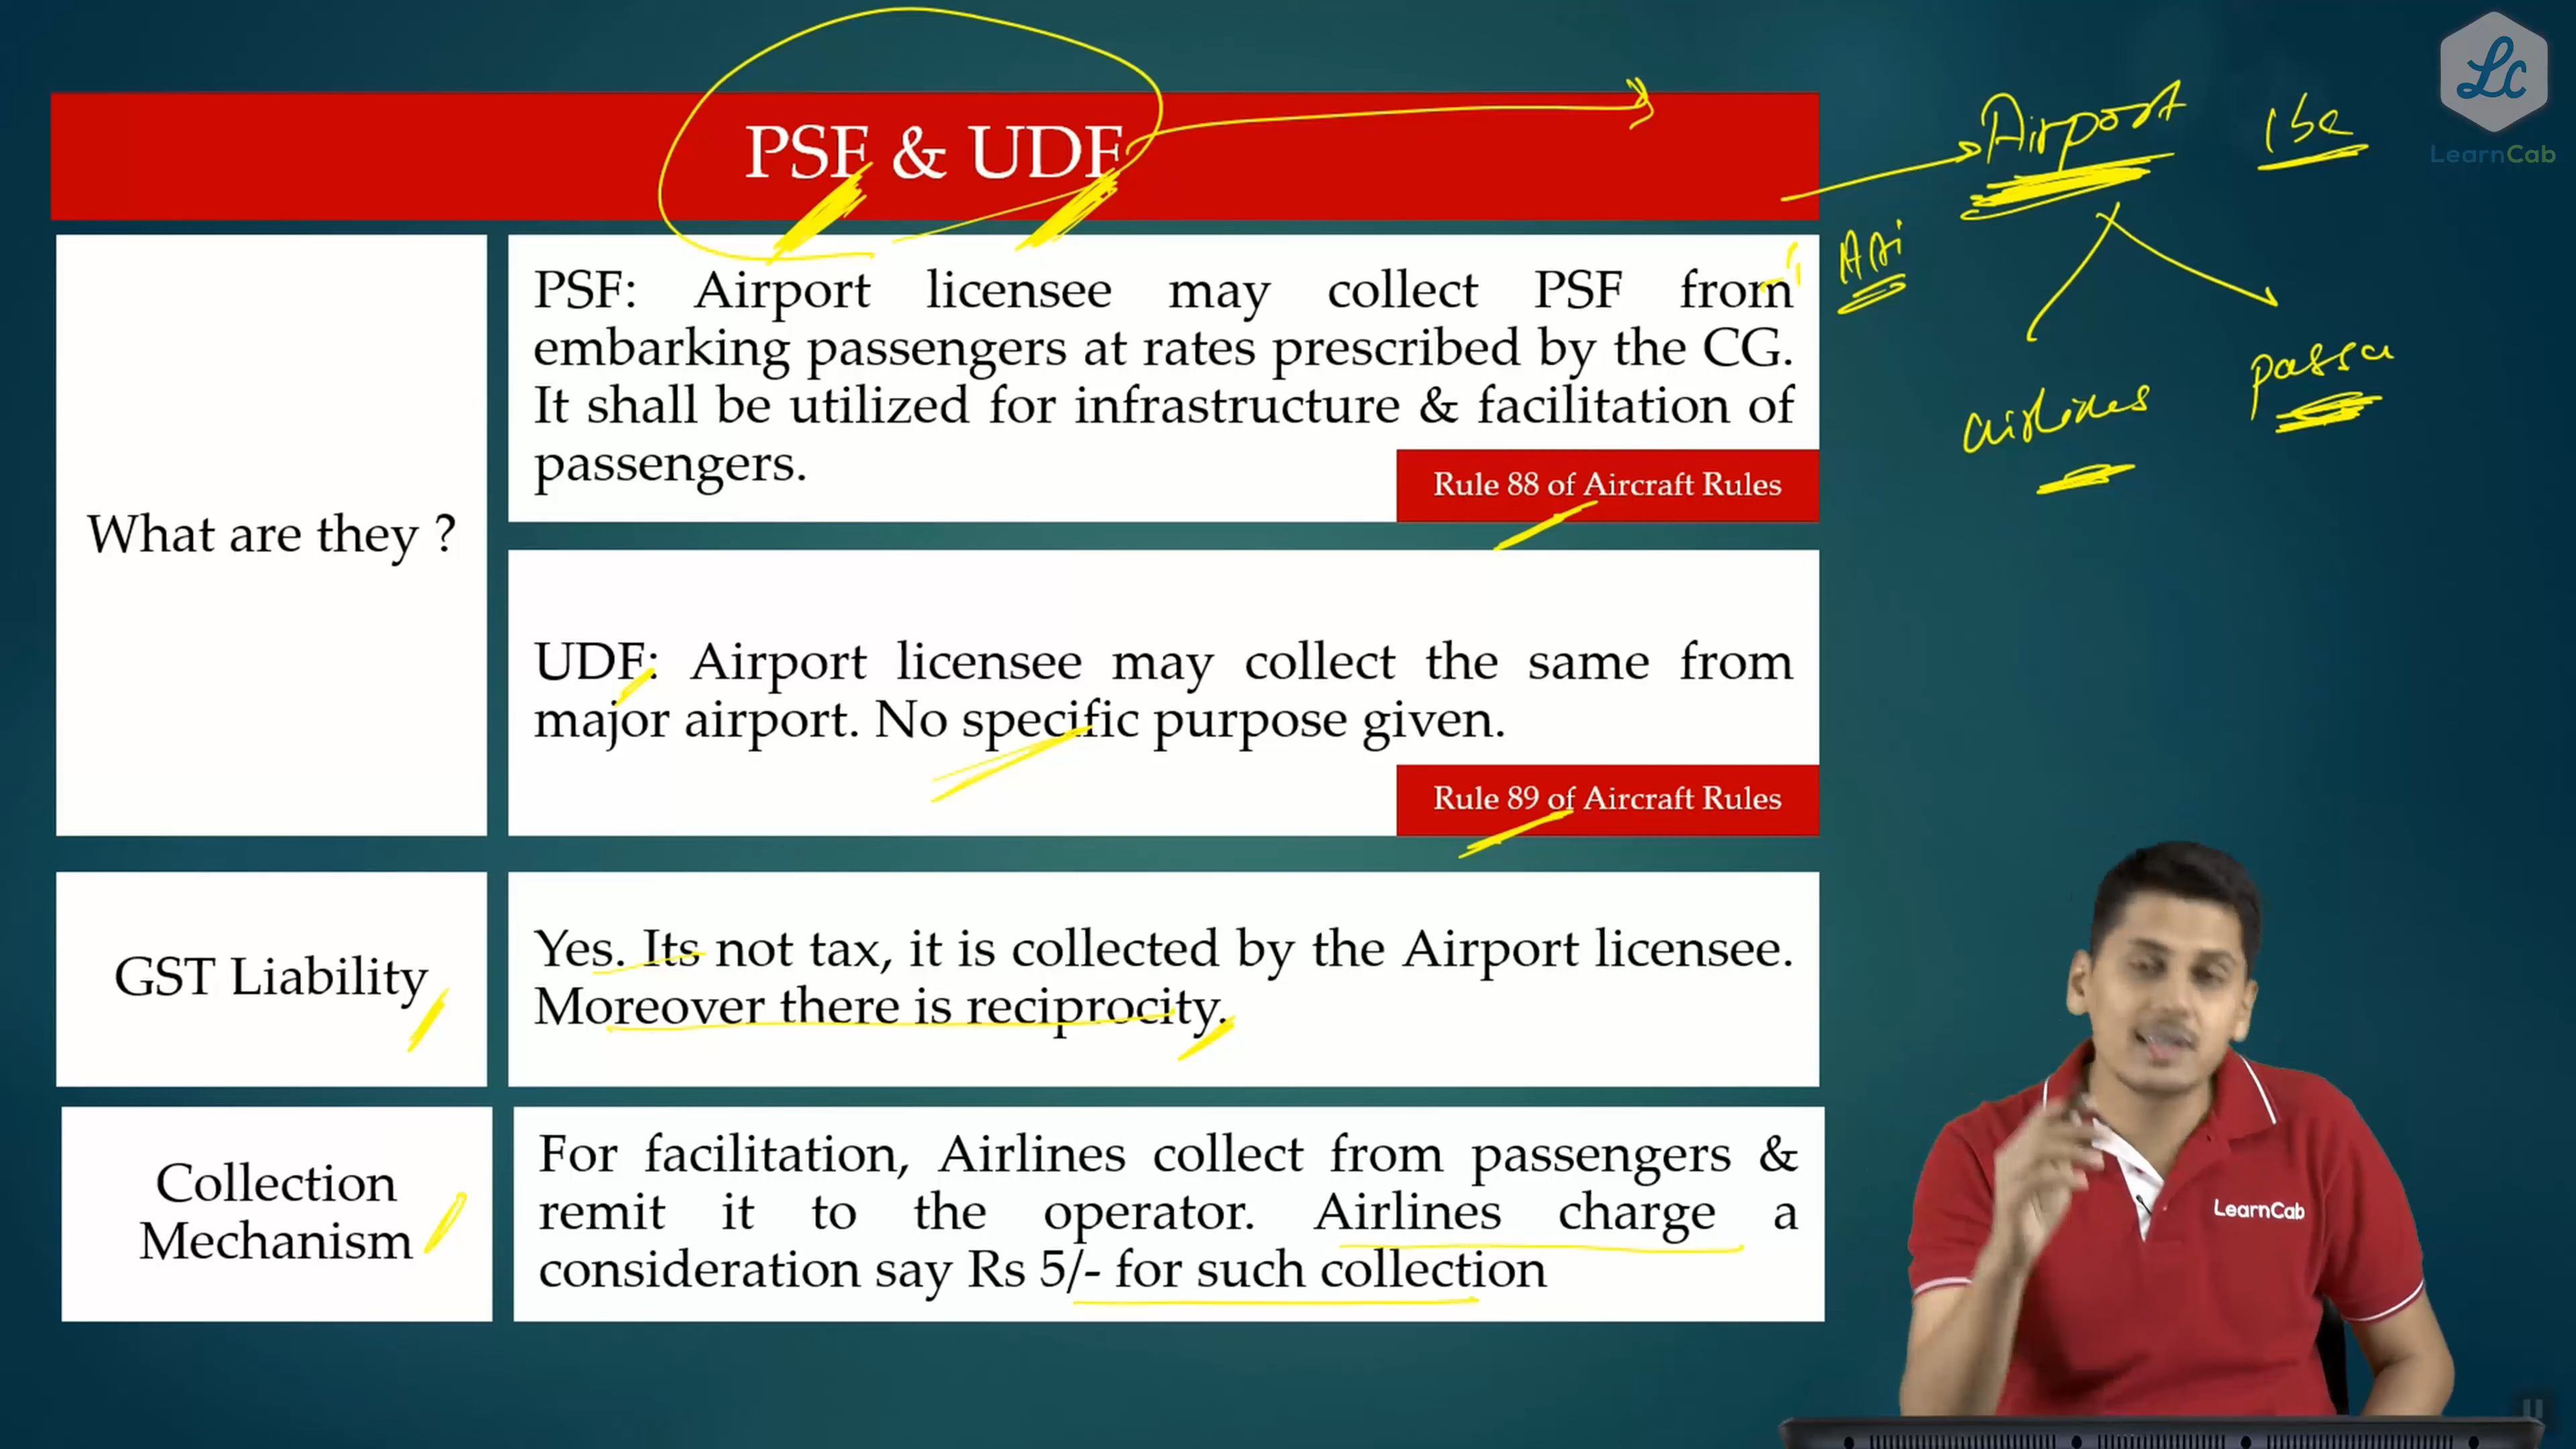 PSF & UDF
What are they ?
PSF: Airport licensee may collect PSF from
embarking passengers at rates prescribed by the CG.
It shall be utilized for infrastructure & facilitation of
passengers.
Rule 88 of Aircraft Rules
UDF: Airport licensee may collect the same from
major airport. No specific purpose given.
Rule 89 of Aircraft Rules
GST Liability
Yes. Its not tax, it is collected by the Airport licensee.
Moreover there is reciprocity.
Collection
Mechanism
For facilitation, Airlines collect from passengers &
remit it to the operator. Airlines charge a
consideration say Rs 5/- for such collection
Airport
AAi
airlines
Lc
LearnCab
LearnCab